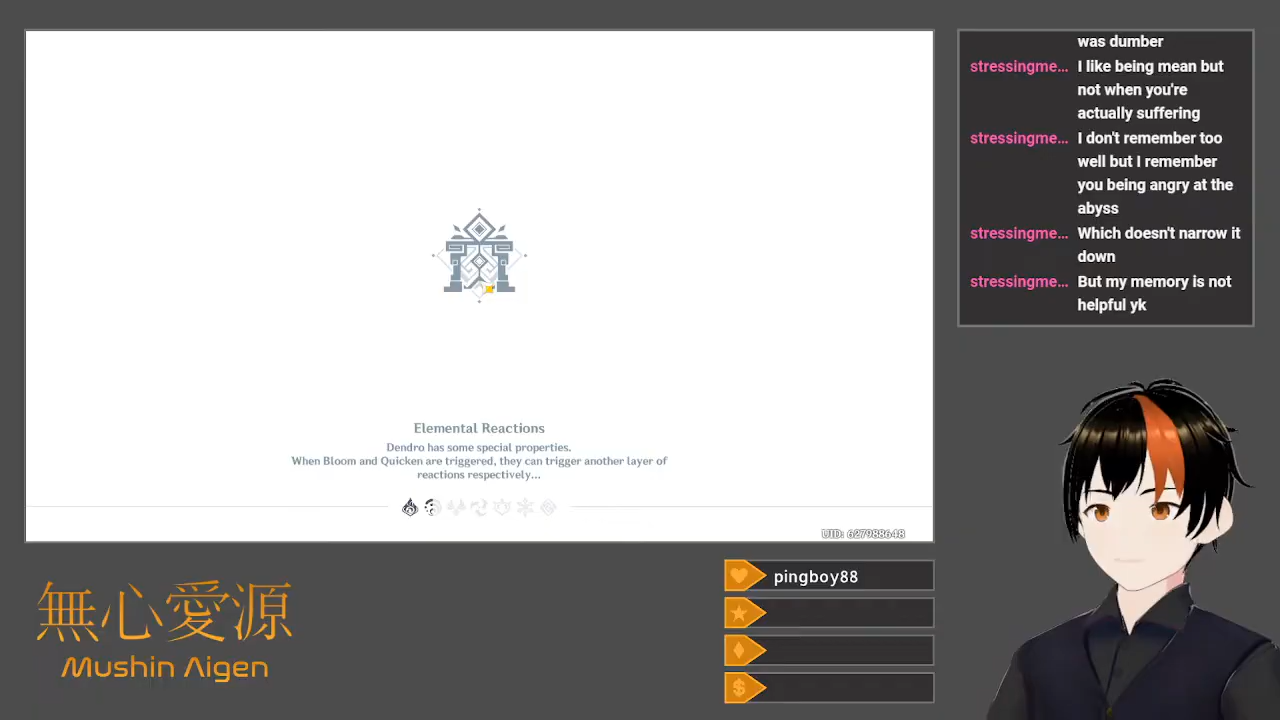 Elemental Reactions
Dendro has some special properties.
When Bloom and Quicken are triggered, they can trigger another layer of
reactions respectively...
UID: 627988648
was dumber
stressingme... I like being mean but
not when you're
actually suffering
stressingme... I don't remember too
well but I remember
you being angry at the
abyss
stressingme... Which doesn't narrow it
down
stressingme... But my memory is not
helpful yk
無心愛源
Mushin Aigen
pingboy88